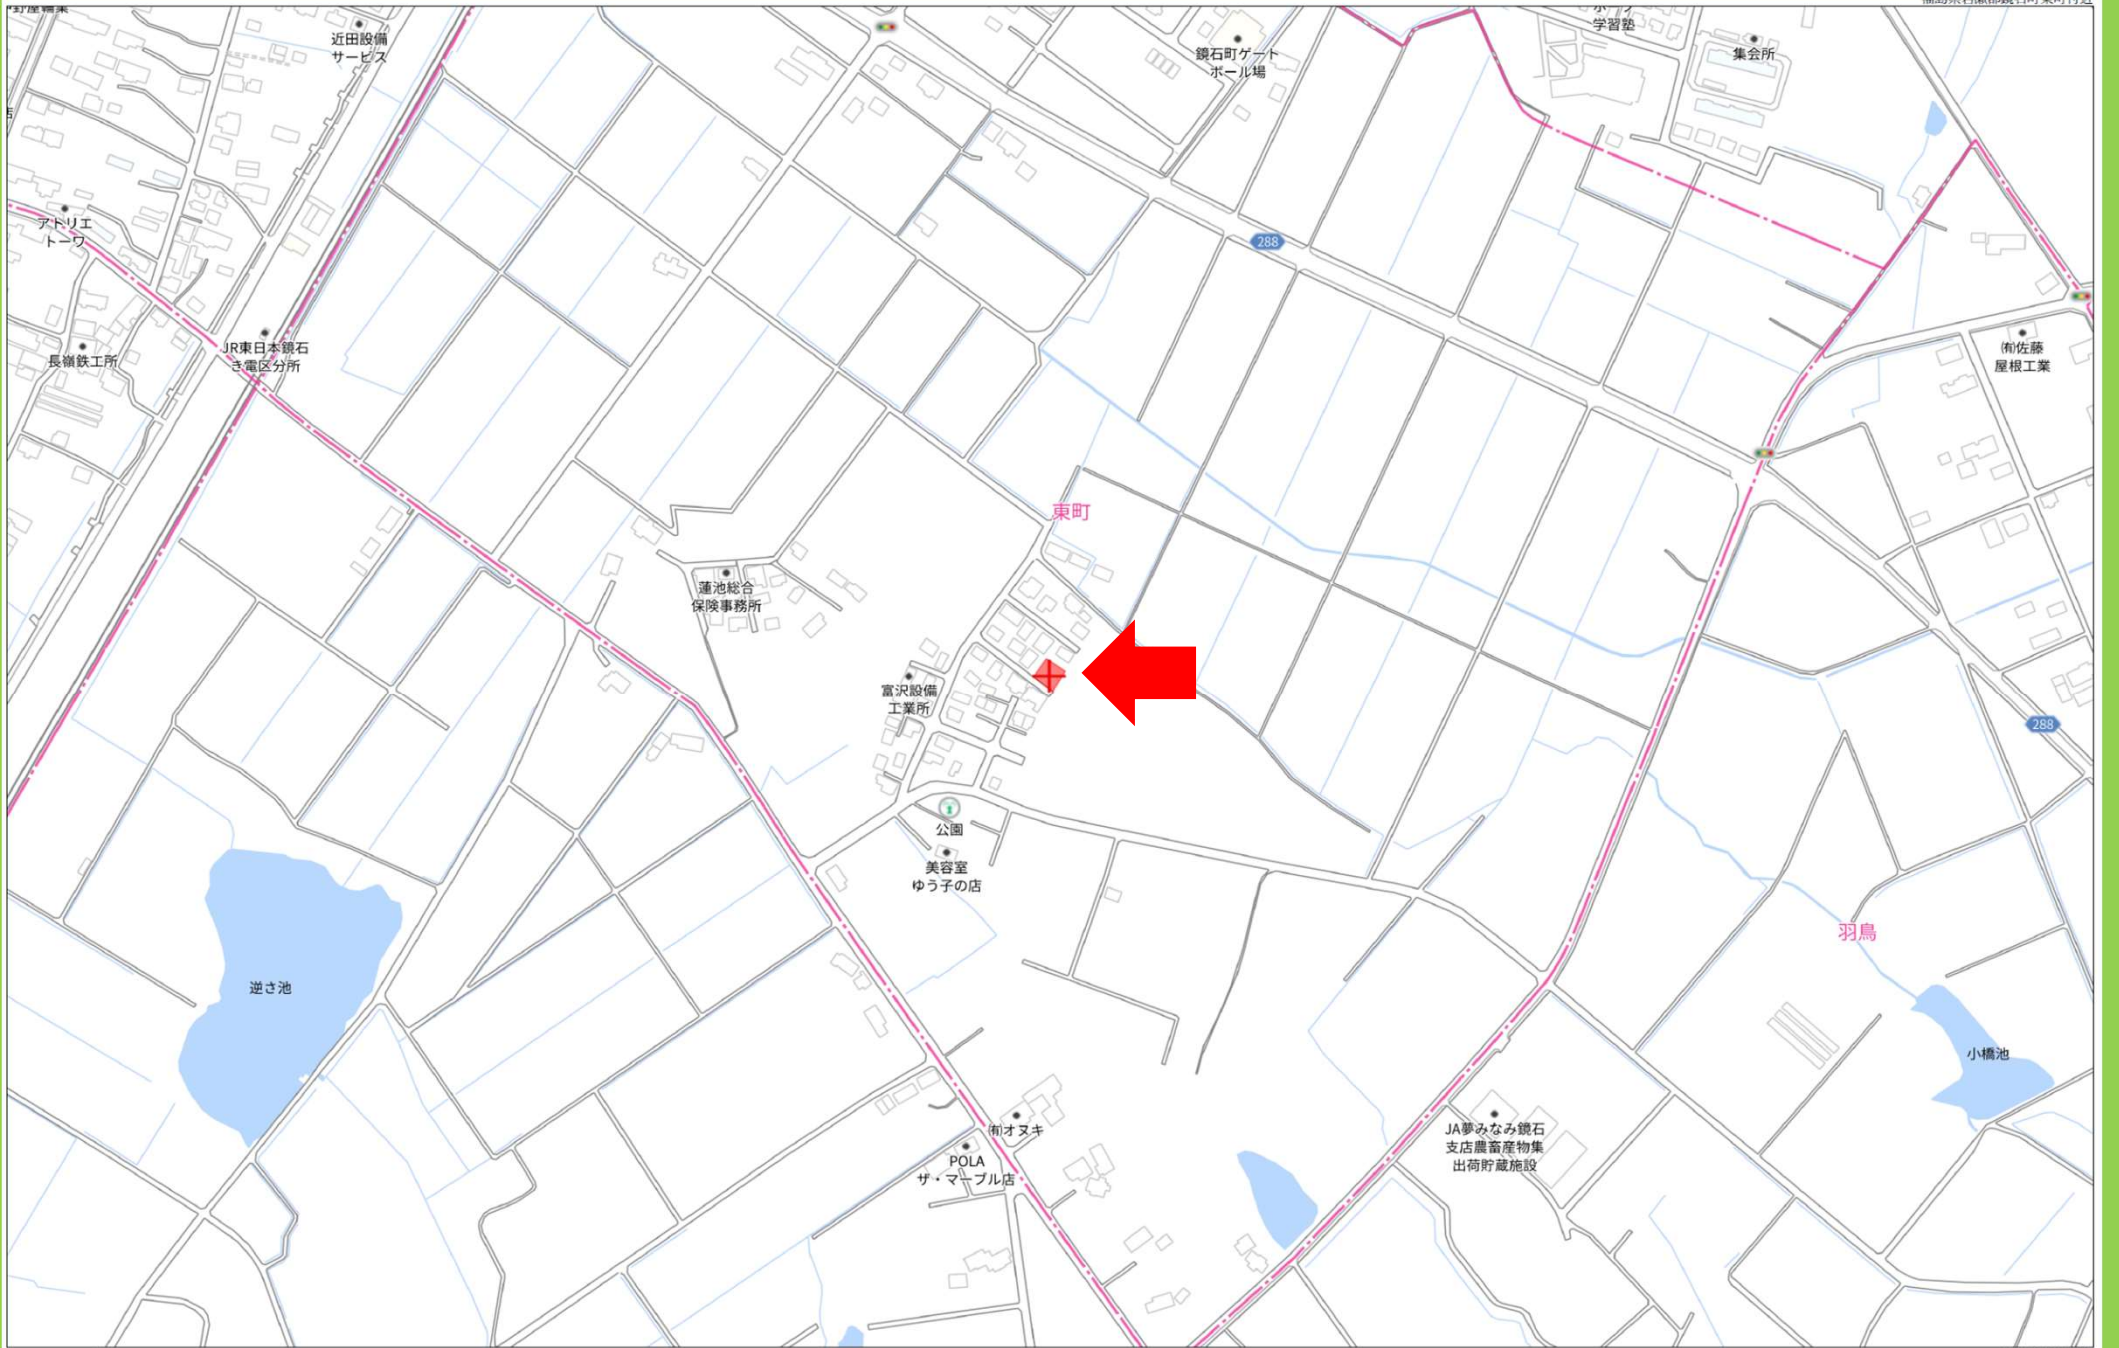 近田設備
サービス
鏡石町ゲート
ボール場
学習塾
集会所
アトリエ
トーワ
288
長嶺鉄工所
JR東日本鏡石
き電区分所
㈲佐藤
屋根工業
東町
蓮池総合
保険事務所
富沢設備
工業所
288
公園
美容室
ゆう子の店
羽鳥
逆さ池
小橋池
㈲オヌキ
JA夢みなみ鏡石
支店農畜産物集
出荷貯蔵施設
POLA
ザ・マーブル店